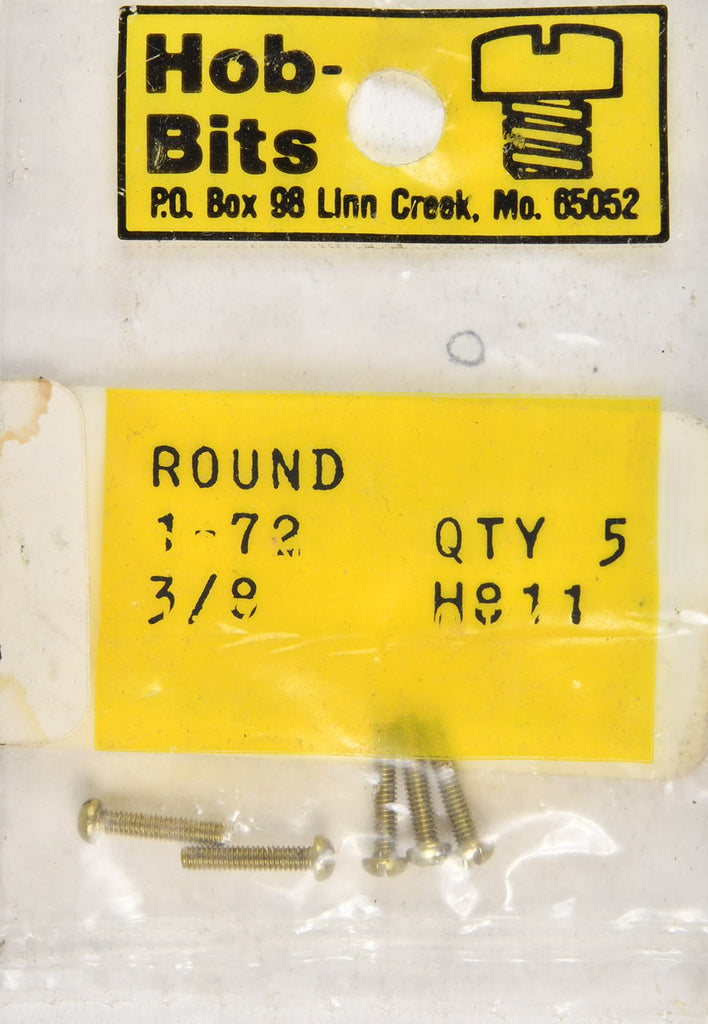 Hob-
Bits
P.O. Box 98 Linn Creek, Mo. 65052
ROUND
1-72 QTY 5
3/8 H811